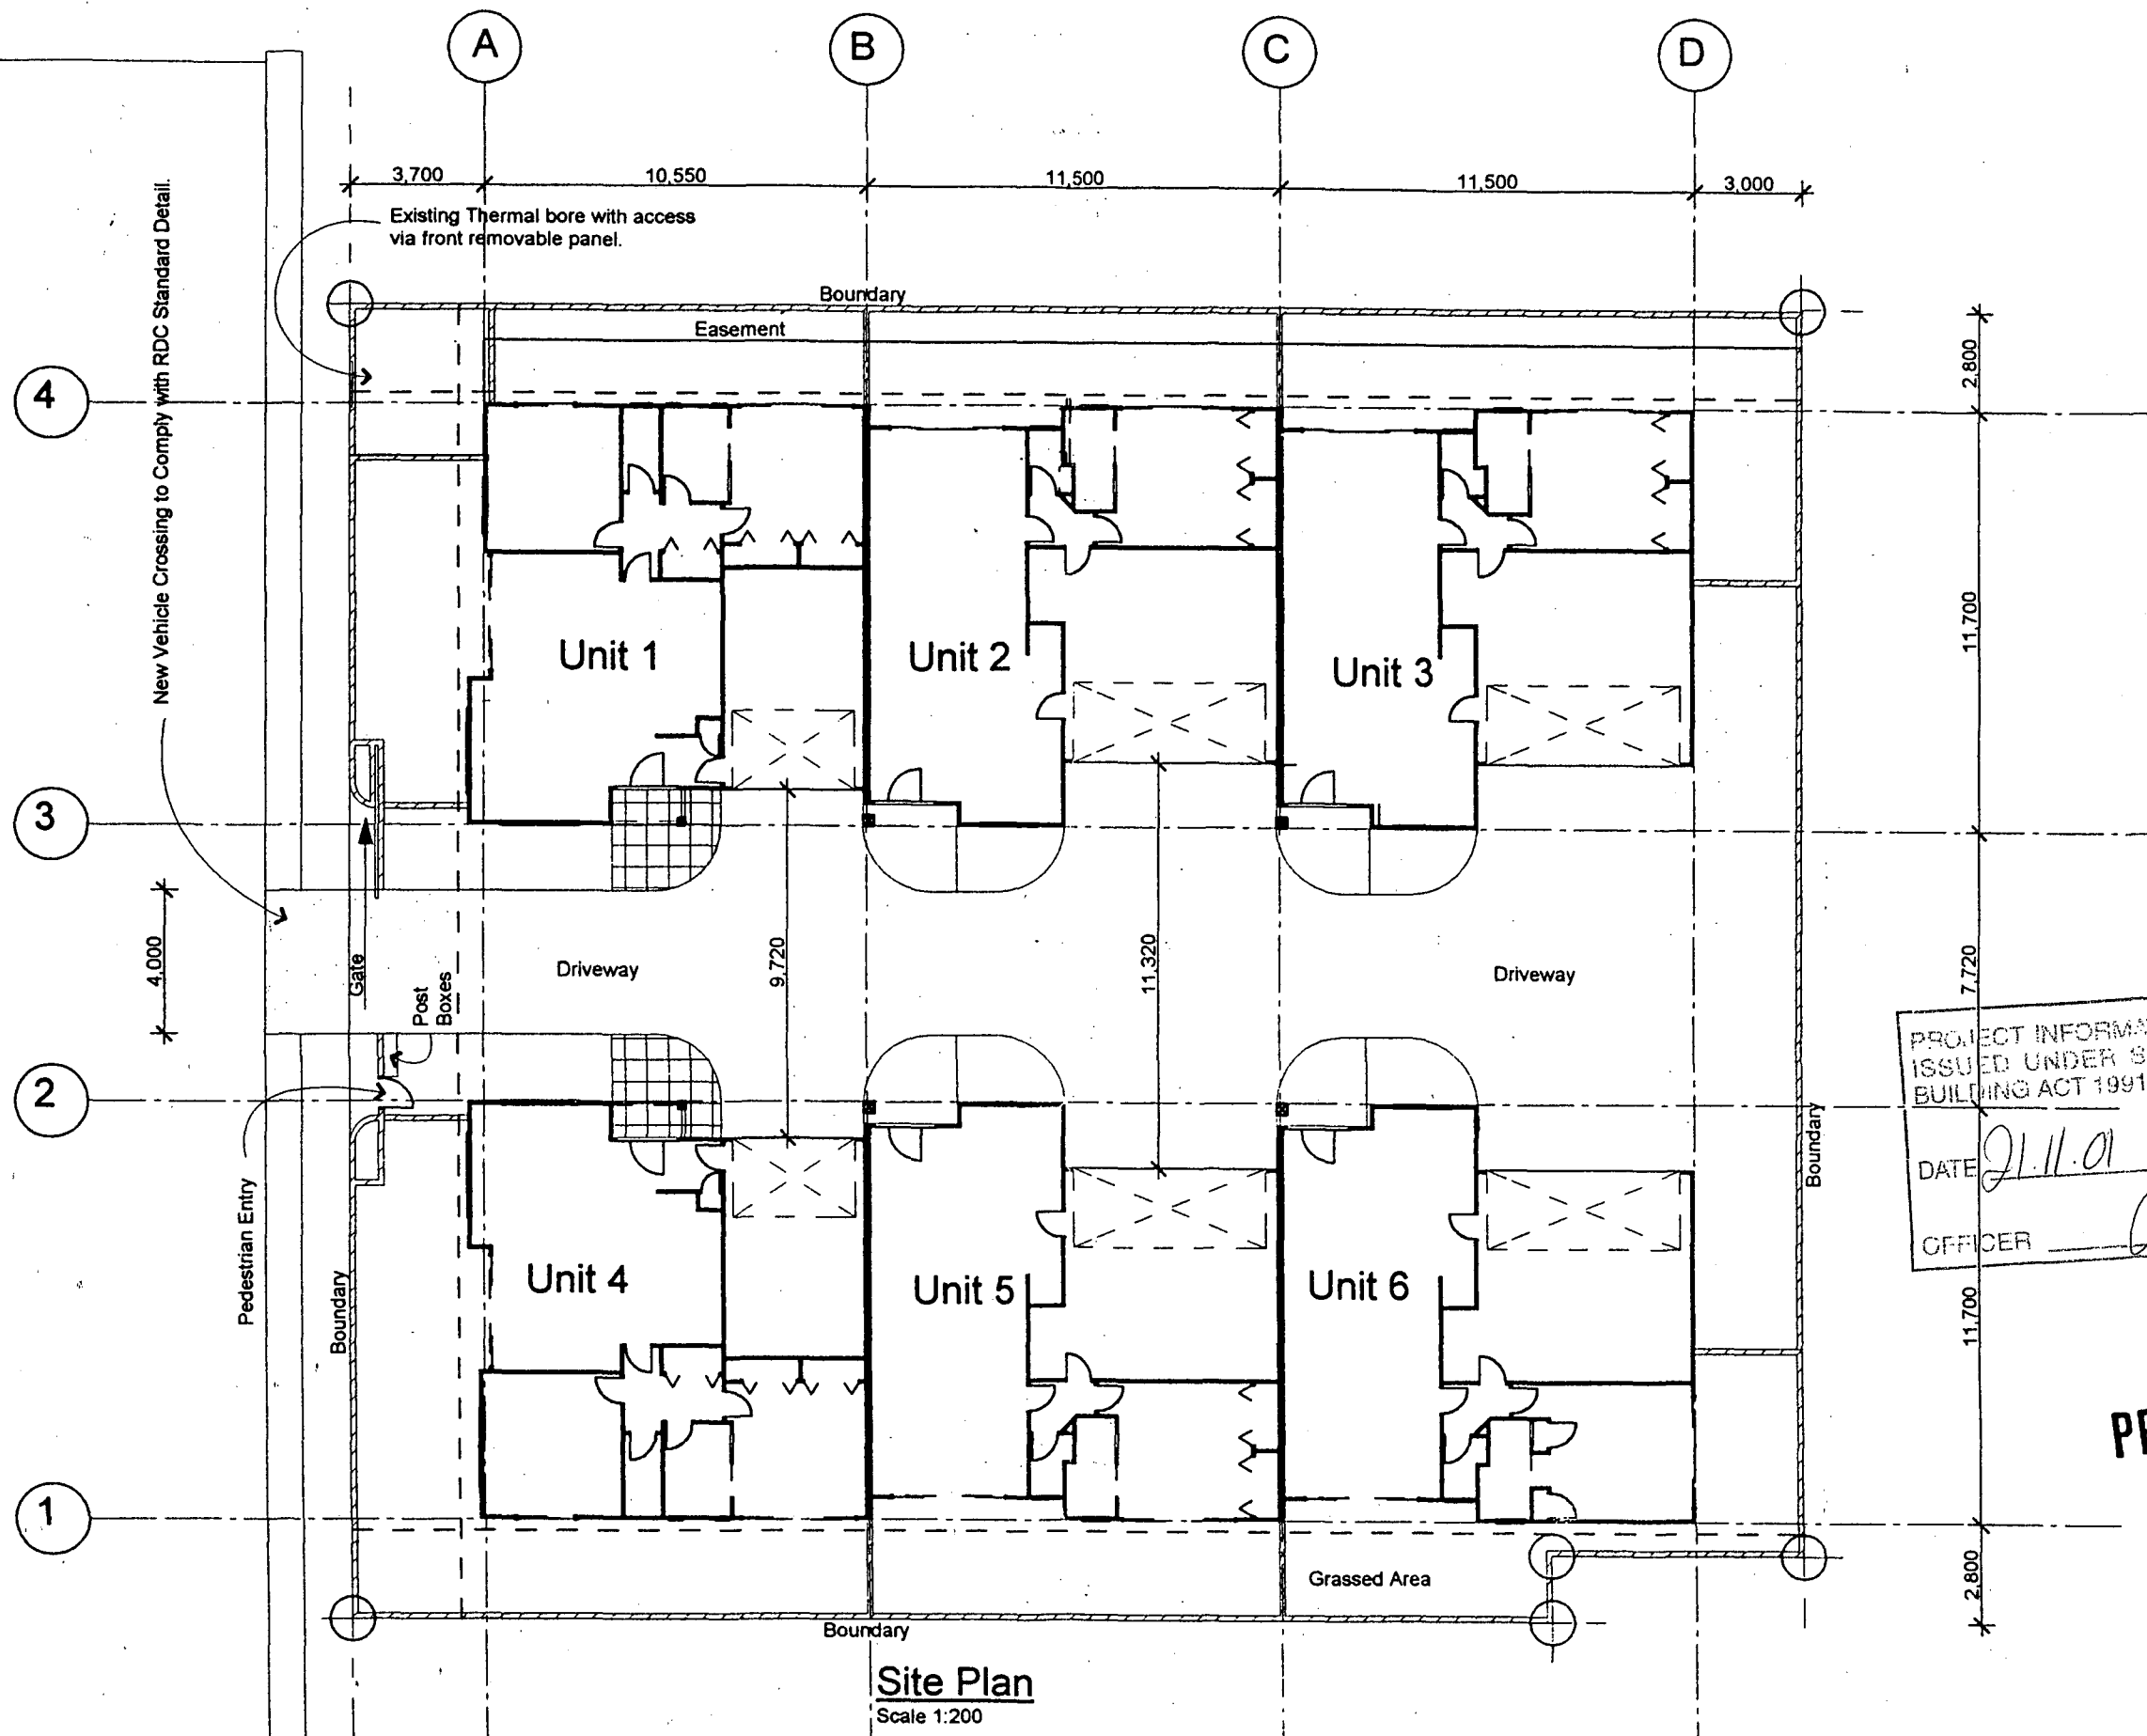 A
B
C
D
3,700
10,550
11,500
11,500
3,000
New Vehicle Crossing to Comply with RDC Standard Detail.
Existing Thermal bore with access
via front removable panel.
Boundary
Easement
2,800
4
Unit 1
Unit 2
Unit 3
11,700
3
4,000
Gate
Post
Boxes
Driveway
9,720
11,320
Driveway
7,720
2
PROJECT INFORMA
ISSUED UNDER S
BUILDING ACT 1991
DATE 21.11.01
OFFICER
Pedestrian Entry
Boundary
Boundary
Unit 4
Unit 5
Unit 6
11,700
1
Grassed Area
2,800
Boundary
Site Plan
Scale 1:200